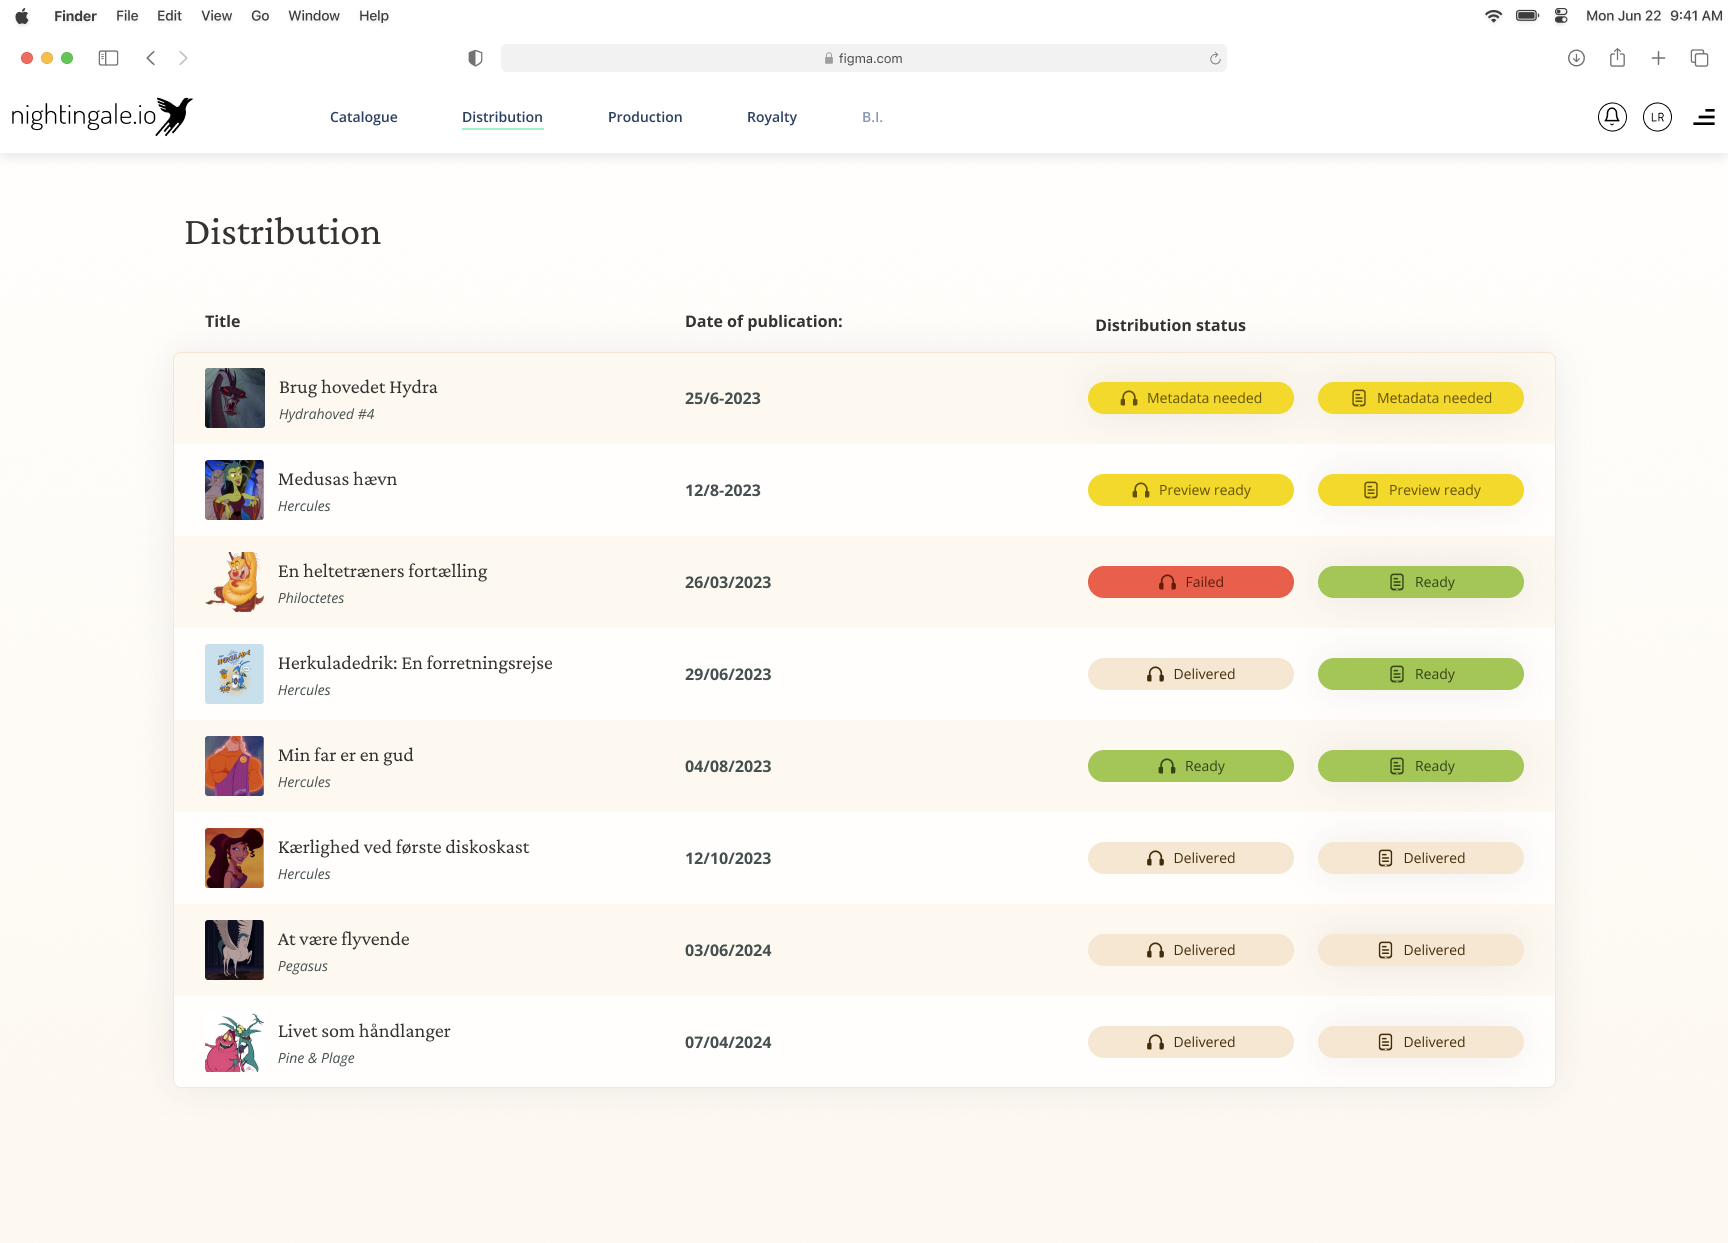 Finder File Edit View Go Window Help
Mon Jun 22 9:41 AM
figma.com
nightingale.io
Catalogue Distribution Production Royalty B.I.
LR
Distribution
Title
Date of publication:
Distribution status
Brug hovedet Hydra
Hydrahoved #4
25/6-2023
Metadata needed
Metadata needed
Medusas hævn
Hercules
12/8-2023
Preview ready
Preview ready
En heltetræners fortælling
Philoctetes
26/03/2023
Failed
Ready
HERKULADE
Herkuladedrik: En forretningsrejse
Hercules
29/06/2023
Delivered
Ready
Min far er en gud
Hercules
04/08/2023
Ready
Ready
Kærlighed ved første diskoskast
Hercules
12/10/2023
Delivered
Delivered
At være flyvende
Pegasus
03/06/2024
Delivered
Delivered
Livet som håndlanger
Pine & Plage
07/04/2024
Delivered
Delivered